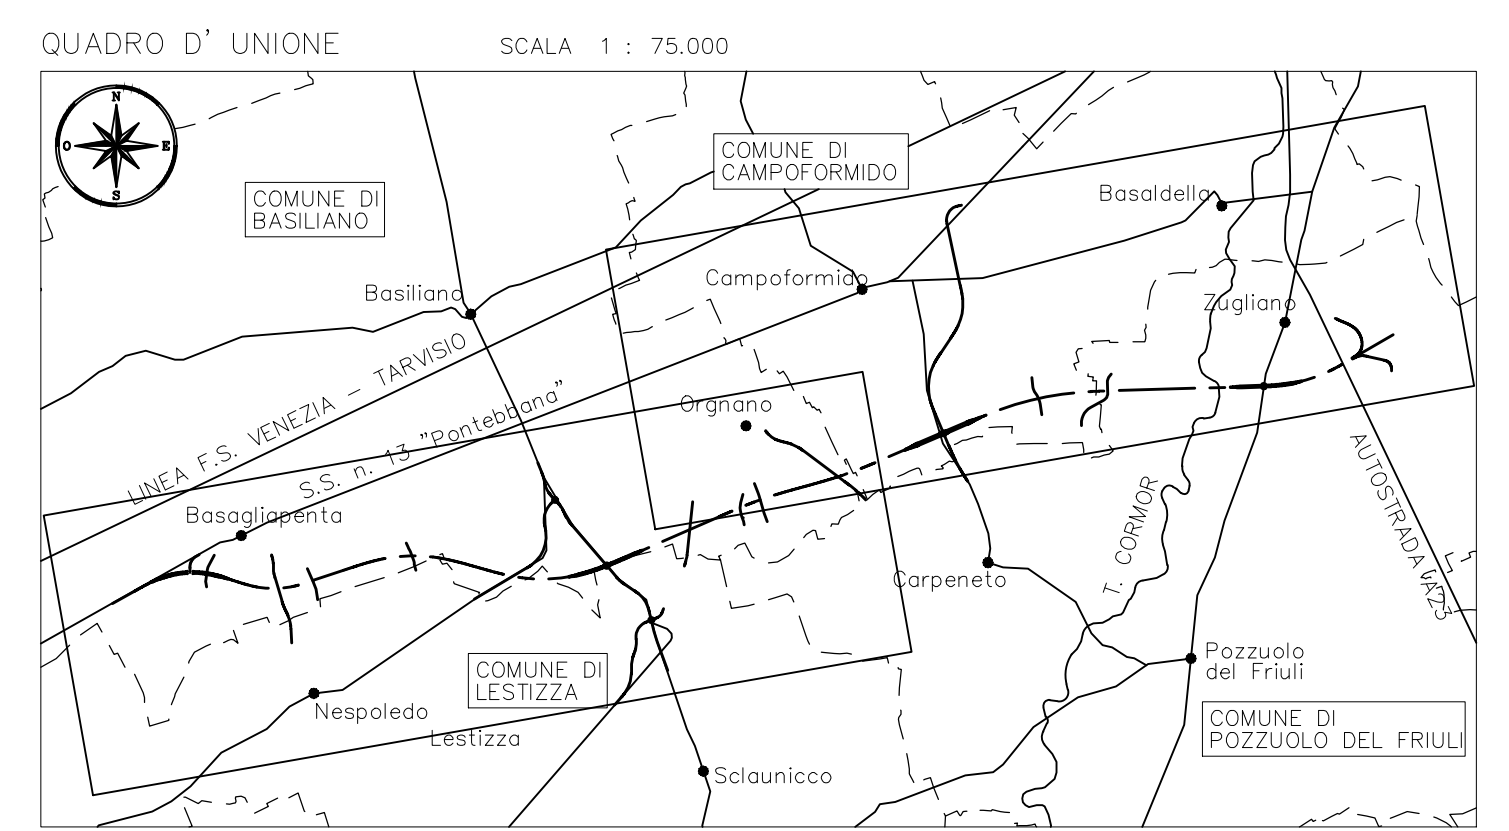 QUADRO D' UNIONE
SCALA 1 : 75.000
N
O
E
S
COMUNE DI
CAMPOFORMIDO
COMUNE DI
BASILIANO
Basaldella
Campoformido
Basiliano
Zugliano
LINEA F.S. VENEZIA - TARVISIO
S.S. n. 13 "Pontebbana"
Orgnano
Basagliapenta
AUTOSTRADA "A23"
T. CORMOR
Carpeneto
COMUNE DI
LESTIZZA
Pozzuolo
del Friuli
Nespoledo
Lestizza
COMUNE DI
POZZUOLO DEL FRIULI
Sclaunicco